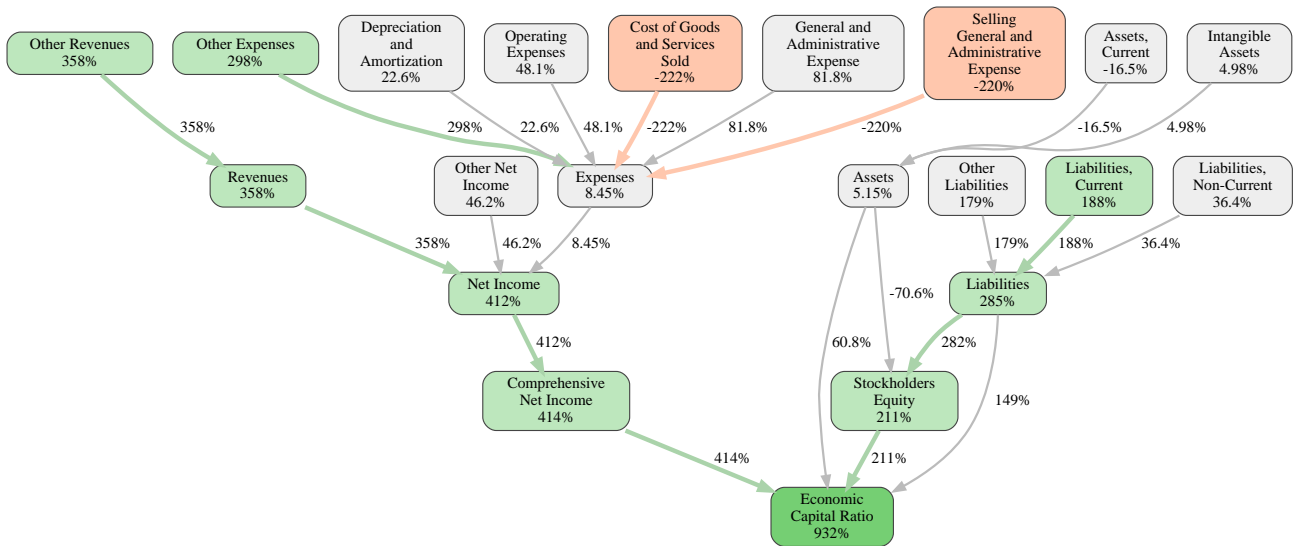 Other Revenues
358%
Other Expenses
298%
Depreciation
and
Amortization
22.6%
Operating
Expenses
48.1%
Cost of Goods
and Services
Sold
-222%
General and
Administrative
Expense
81.8%
Selling
General and
Administrative
Expense
-220%
Assets,
Current
-16.5%
Intangible
Assets
4.98%
358%
298%
22.6%
48.1%
-222%
81.8%
-220%
-16.5%
4.98%
Revenues
358%
Other Net
Income
46.2%
Expenses
8.45%
Assets
5.15%
Other
Liabilities
179%
Liabilities,
Current
188%
Liabilities,
Non-Current
36.4%
358%
46.2%
8.45%
179%
188%
36.4%
Net Income
412%
-70.6%
Liabilities
285%
412%
60.8%
282%
Comprehensive
Net Income
414%
Stockholders
Equity
211%
149%
414%
211%
Economic
Capital Ratio
932%